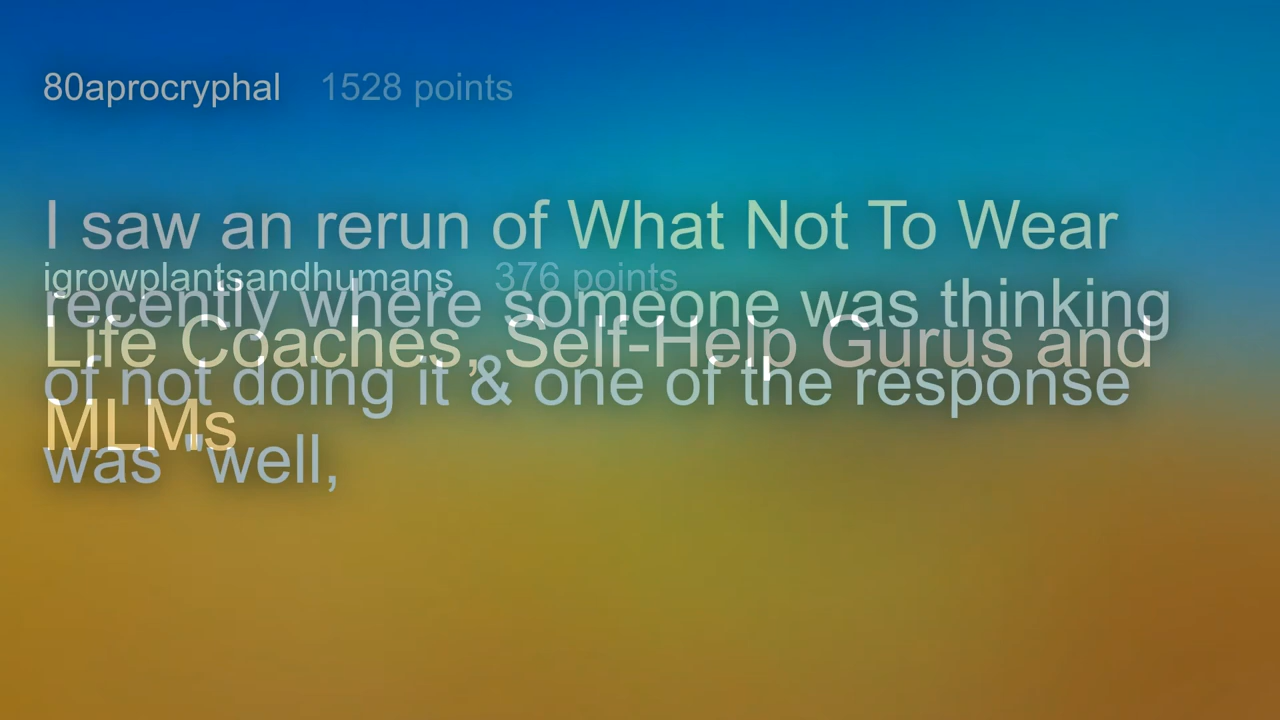 80aprocryphal 1528 points
I saw an rerun of What Not To Wear
igrowplantsandhumans 376 points
recently where someone was thinking
Life Coaches, Self-Help Gurus and
of not doing it & one of the response
MLMs
was "well,